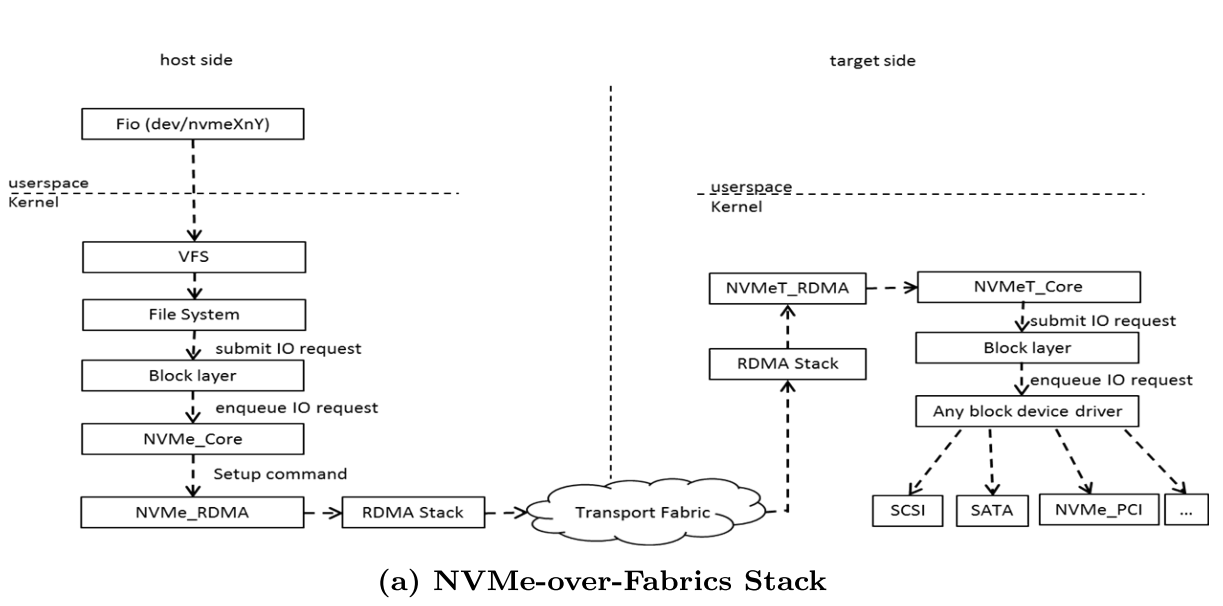 host side
target side
Fio (dev/nvmeXnY)
userspace
Kernel
VFS
File System
submit IO request
Block layer
enqueue IO request
NVMe_Core
Setup command
NVMe_RDMA
RDMA Stack
Transport Fabric
userspace
Kernel
NVMeT_RDMA
NVMeT_Core
submit IO request
RDMA Stack
Block layer
enqueue IO request
Any block device driver
SCSI
SATA
NVMe_PCI
...
(a) NVMe-over-Fabrics Stack